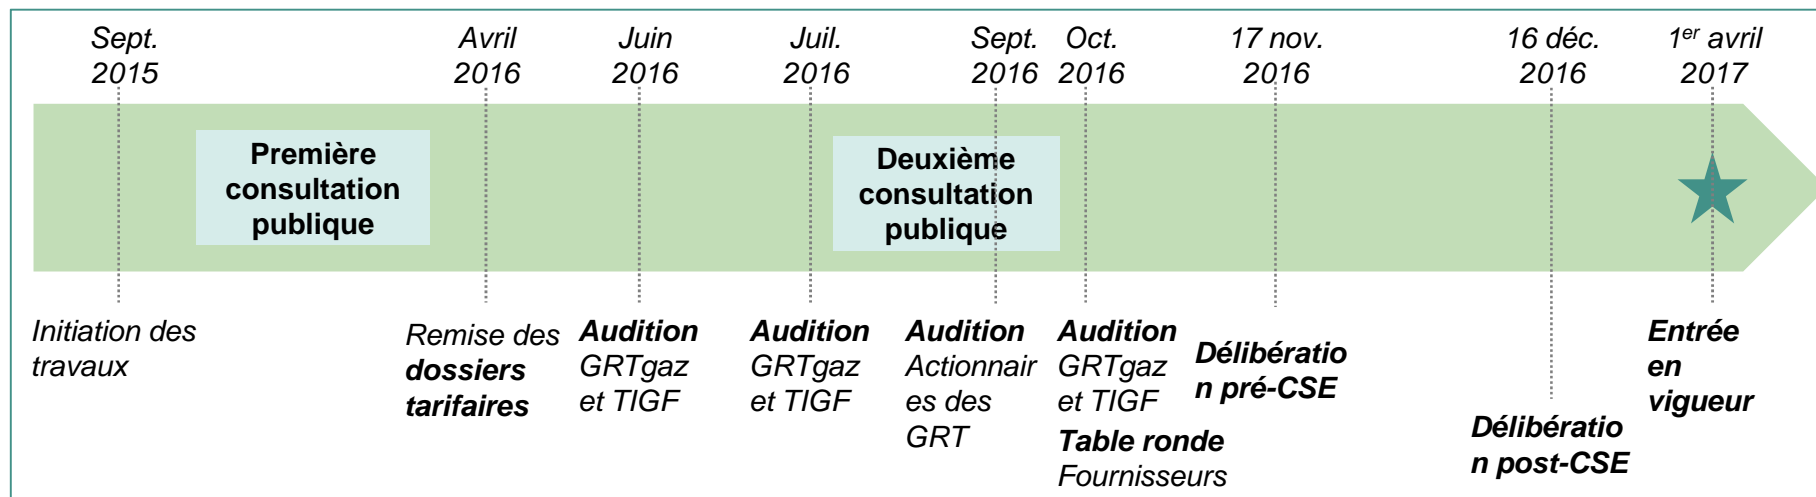 Sept.
2015
Avril
2016
Juin
2016
Juil.
2016
Sept.
2016
Oct.
2016
17 nov.
2016
16 déc.
2016
1er avril
2017
Première
consultation
publique
Deuxième
consultation
publique
Initiation des
travaux
Remise des
dossiers
tarifaires
Audition
GRTgaz
et TIGF
Audition
GRTgaz
et TIGF
Audition
Actionnair
es des
GRT
Audition
GRTgaz
et TIGF
Table ronde
Fournisseurs
Délibératio
n pré-CSE
Délibératio
n post-CSE
Entrée
en
vigueur